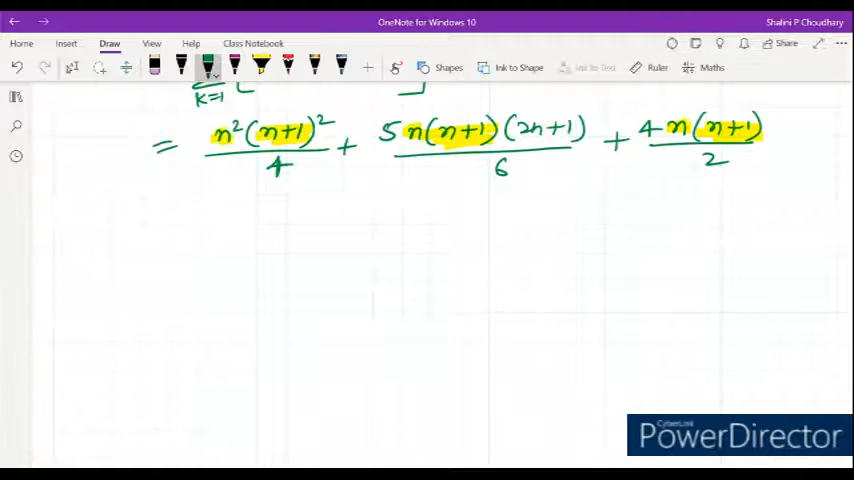 OneNote for Windows 10
Shalini P Choudhary
Home Insert Draw View Help Class Notebook Share
Shapes Ink to Shape Ink to Text Ruler Maths
k=1
= n²(n+1)²/4 + 5n(n+1)(2n+1)/6 + 4n(n+1)/2
CyberLink
PowerDirector